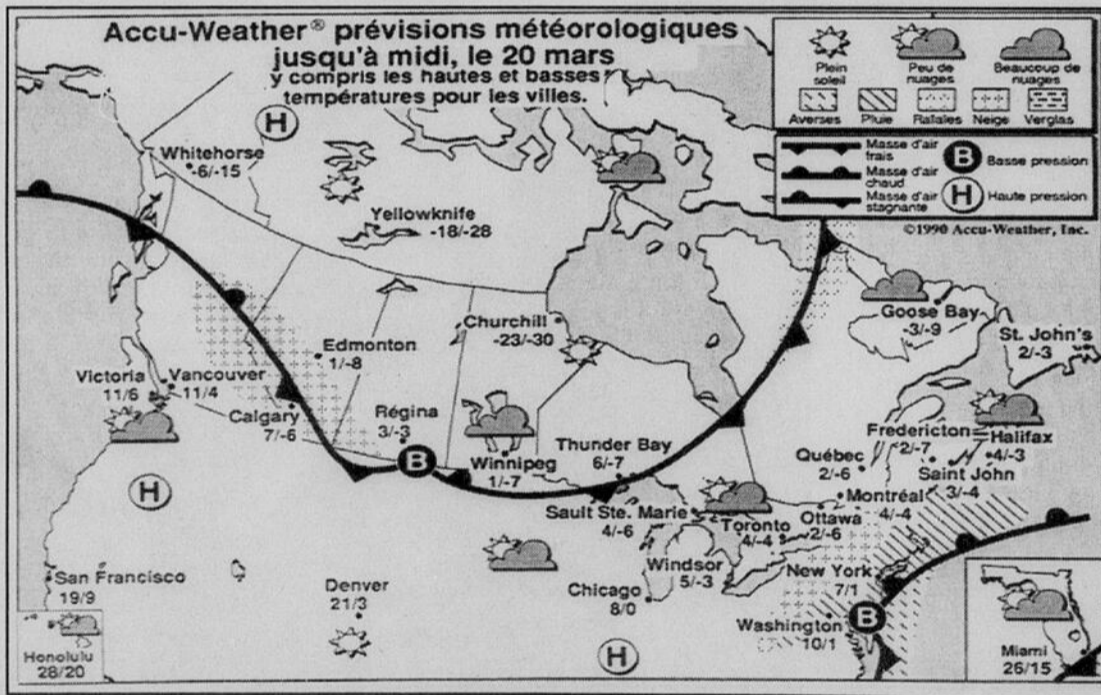 Accu-Weather® prévisions météorologiques
jusqu'à midi, le 20 mars
y compris les hautes et basses
températures pour les villes.
Plein
soleil
Peu de
nuages
Beaucoup de
nuages
Averses
Pluie
Rafales
Neige
Verglas
Masse d'air
frais
Masse d'air
chaud
Masse d'air
stagnante
B
Basse pression
H
Haute pression
©1990 Accu-Weather, Inc.
H
Whitehorse
-6/-15
Yellowknife
-18/-28
Churchill
-23/-30
Goose Bay
-3/-9
St. John's
2/-3
Edmonton
1/-8
Victoria
11/6
Vancouver
11/4
Calgary
7/-6
Régina
3/-3
B
Winnipeg
1/-7
Thunder Bay
6/-7
Sault Ste. Marie
4/-6
Toronto
4/-4
Ottawa
2/-6
Montréal
4/-4
Québec
2/-6
Fredericton
2/-7
Halifax
4/-3
Saint John
3/-4
H
San Francisco
19/9
Denver
21/3
Windsor
5/-3
Chicago
8/0
New York
7/1
Washington
10/1
B
H
Honolulu
28/20
Miami
26/15